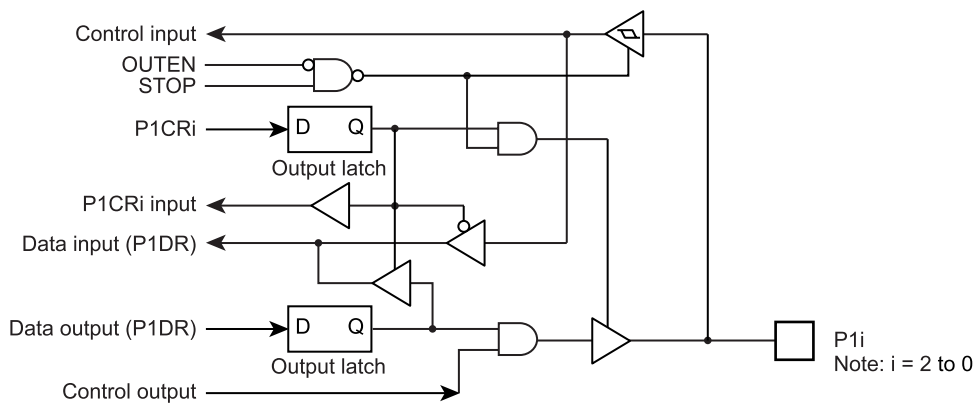 Control input
OUTEN
STOP
P1CRi
D Q
Output latch
P1CRi input
Data input (P1DR)
Data output (P1DR)
D Q
Output latch
Control output
P1i
Note: i = 2 to 0